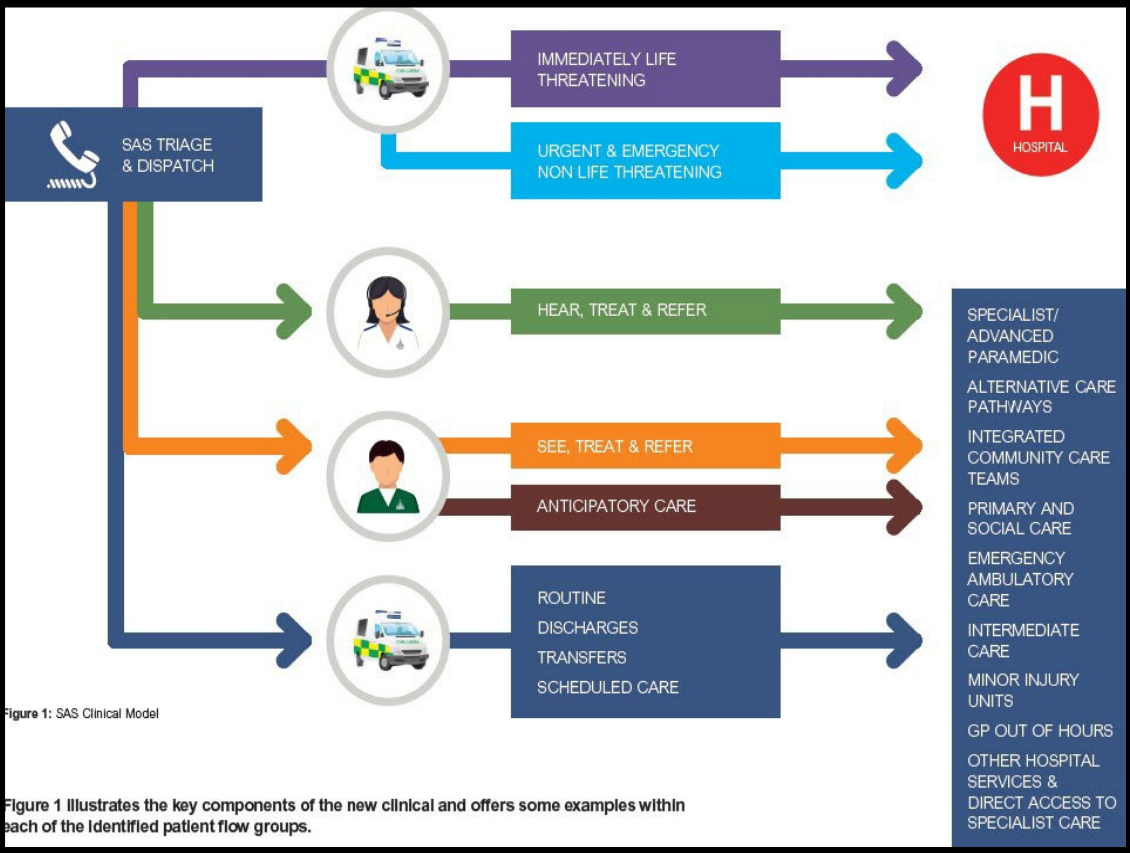 IMMEDIATELY LIFE
THREATENING
SAS TRIAGE
& DISPATCH
URGENT & EMERGENCY
NON LIFE THREATENING
H
HOSPITAL
HEAR, TREAT & REFER
SEE, TREAT & REFER
ANTICIPATORY CARE
ROUTINE
DISCHARGES
TRANSFERS
SCHEDULED CARE
SPECIALIST/
ADVANCED
PARAMEDIC
ALTERNATIVE CARE
PATHWAYS
INTEGRATED
COMMUNITY CARE
TEAMS
PRIMARY AND
SOCIAL CARE
EMERGENCY
AMBULATORY
CARE
INTERMEDIATE
CARE
MINOR INJURY
UNITS
GP OUT OF HOURS
OTHER HOSPITAL
SERVICES &
DIRECT ACCESS TO
SPECIALIST CARE
Figure 1: SAS Clinical Model
Figure 1 illustrates the key components of the new clinical and offers some examples within
each of the identified patient flow groups.